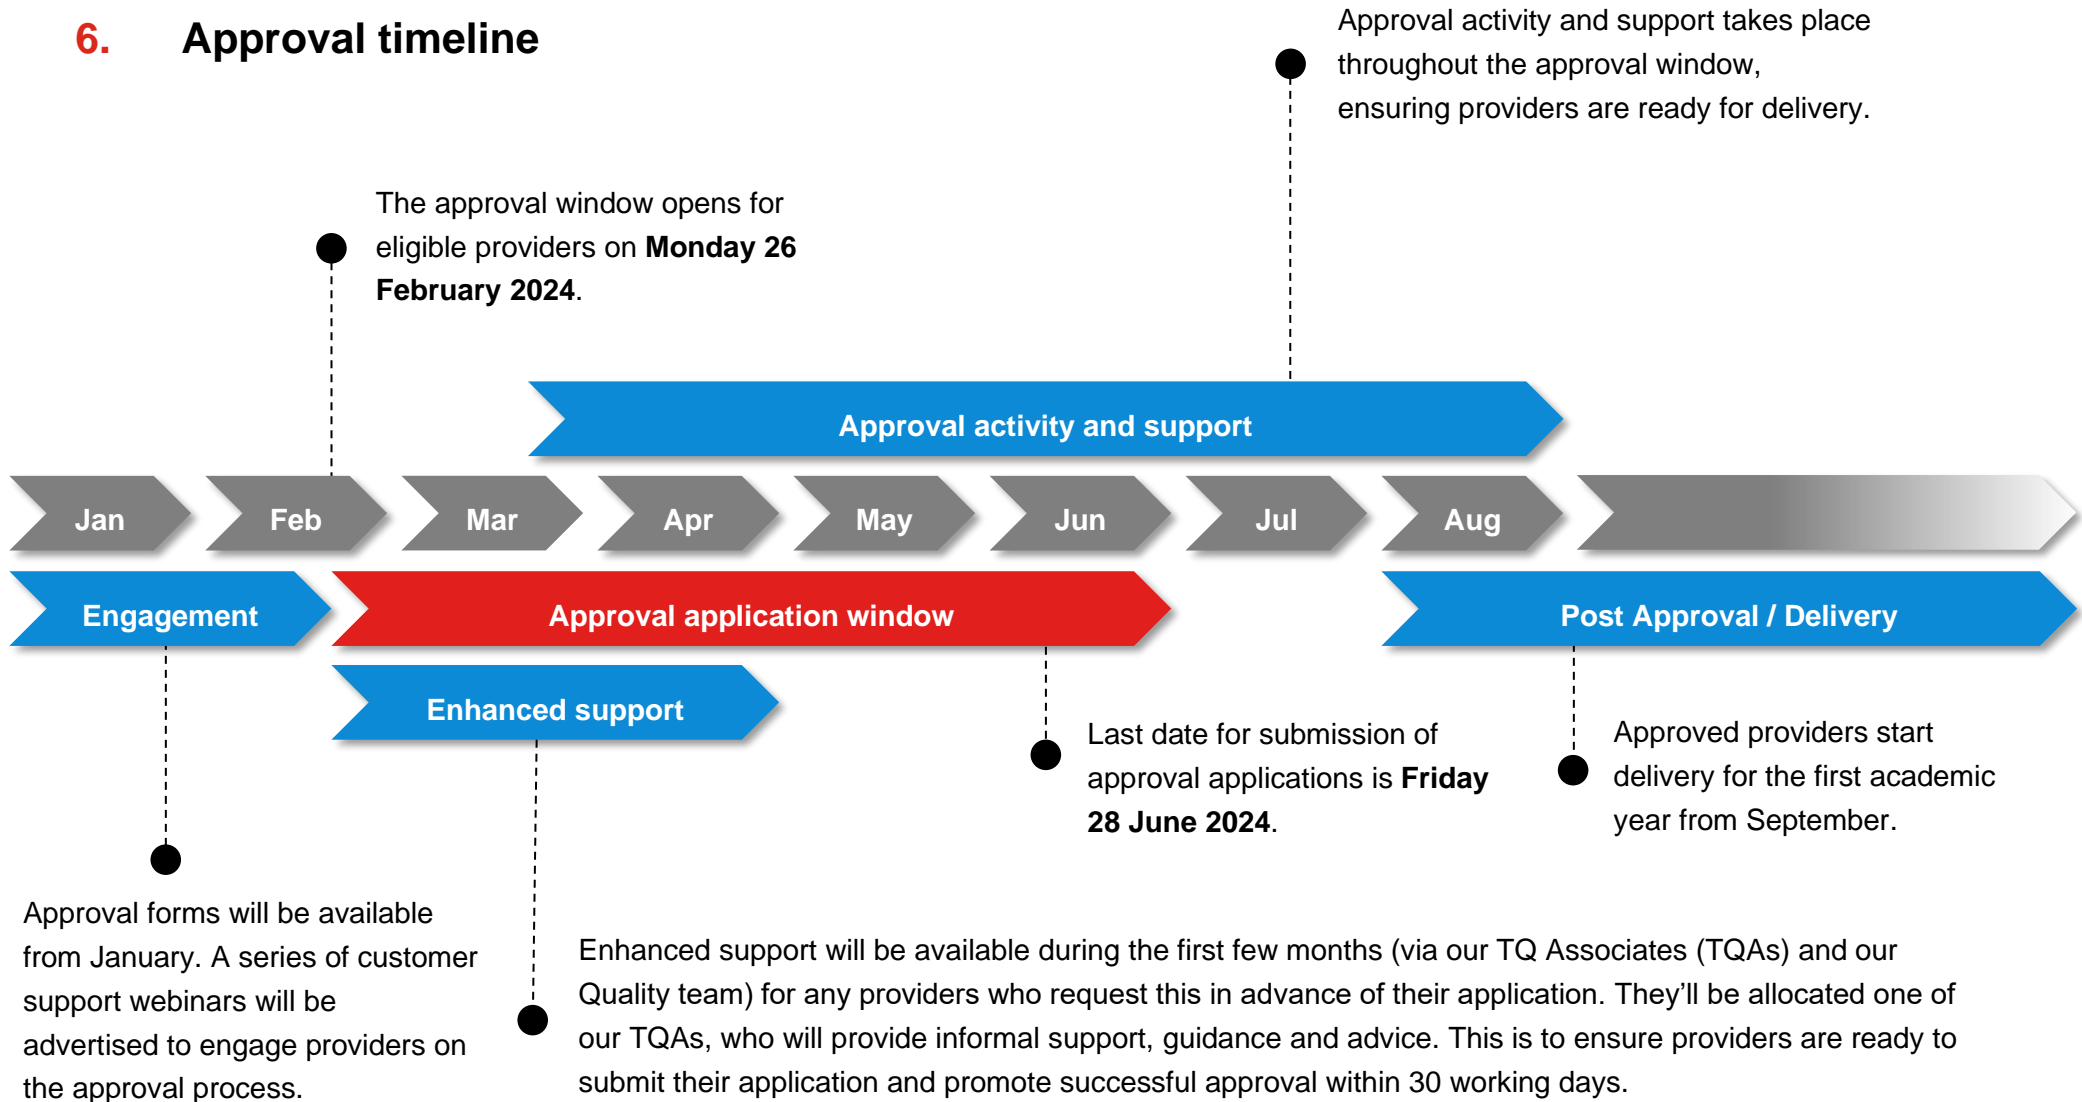 6. Approval timeline
Approval activity and support takes place
throughout the approval window,
ensuring providers are ready for delivery.
The approval window opens for
eligible providers on Monday 26
February 2024.
Approval activity and support
Jan
Feb
Mar
Apr
May
Jun
Jul
Aug
Engagement
Approval application window
Post Approval / Delivery
Enhanced support
Last date for submission of
approval applications is Friday
28 June 2024.
Approved providers start
delivery for the first academic
year from September.
Approval forms will be available
from January. A series of customer
support webinars will be
advertised to engage providers on
the approval process.
Enhanced support will be available during the first few months (via our TQ Associates (TQAs) and our
Quality team) for any providers who request this in advance of their application. They’ll be allocated one of
our TQAs, who will provide informal support, guidance and advice. This is to ensure providers are ready to
submit their application and promote successful approval within 30 working days.